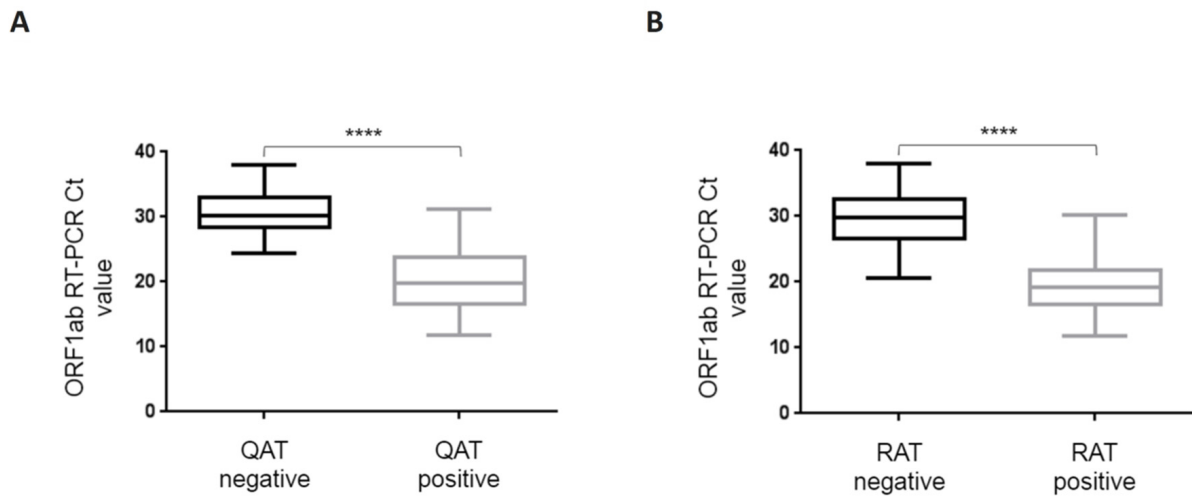 A
B
****
40
30
20
10
0
ORF1ab RT-PCR Ct
value
QAT
negative
QAT
positive
****
40
30
20
10
0
ORF1ab RT-PCR Ct
value
RAT
negative
RAT
positive